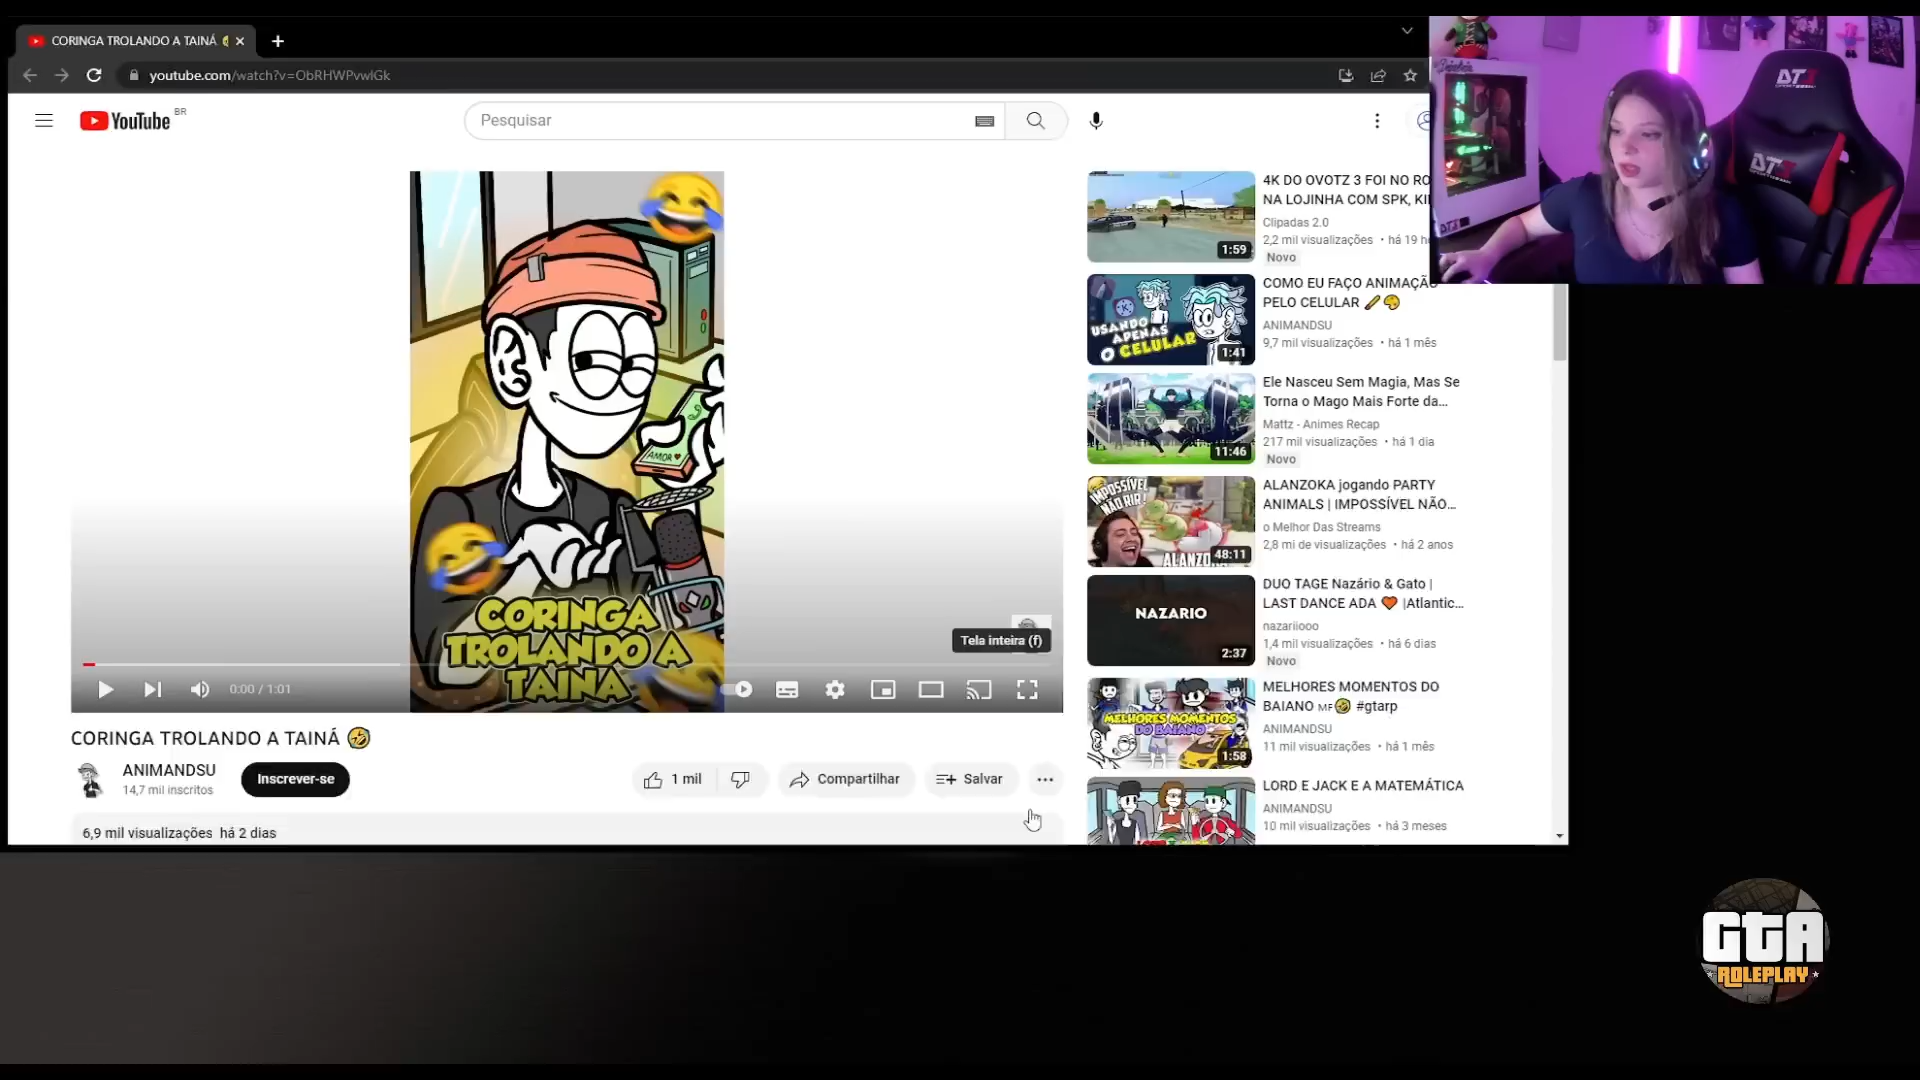 CORINGA TROLANDO A TAINÁ
youtube.com/watch?v=ObRHWPvwlGk
YouTube BR
Pesquisar
AMOR
CORINGA
TROLANDO A
TAINA
Tela inteira (f)
0:00 / 1:01
CORINGA TROLANDO A TAINÁ 🤣
ANIMANDSU
14,7 mil inscritos
Inscrever-se
1 mil
Compartilhar
Salvar
6,9 mil visualizações há 2 dias
1:59
4K DO OVOTZ 3 FOI NO RO
NA LOJINHA COM SPK, KI
Clipadas 2.0
2,2 mil visualizações • há 19 h
Novo
USANDO
APENAS
O CELULAR
1:41
COMO EU FAÇO ANIMAÇÃO
PELO CELULAR
ANIMANDSU
9,7 mil visualizações • há 1 mês
11:46
Ele Nasceu Sem Magia, Mas Se
Torna o Mago Mais Forte da...
Mattz - Animes Recap
217 mil visualizações • há 1 dia
Novo
IMPOSSÍVEL
NÃO RIR!
ALANZO
48:11
ALANZOKA jogando PARTY
ANIMALS | IMPOSSÍVEL NÃO...
o Melhor Das Streams
2,8 mi de visualizações • há 2 anos
NAZARIO
2:37
DUO TAGE Nazário & Gato |
LAST DANCE ADA 🧡 |Atlantic...
nazariiooo
1,4 mil visualizações • há 6 dias
Novo
MELHORES MOMENTOS
DO BAIANO
1:58
MELHORES MOMENTOS DO
BAIANO MF🤣 #gtarp
ANIMANDSU
11 mil visualizações • há 1 mês
LORD E JACK E A MATEMÁTICA
ANIMANDSU
10 mil visualizações • há 3 meses
DT3
DT3
GTA
ROLEPLAY